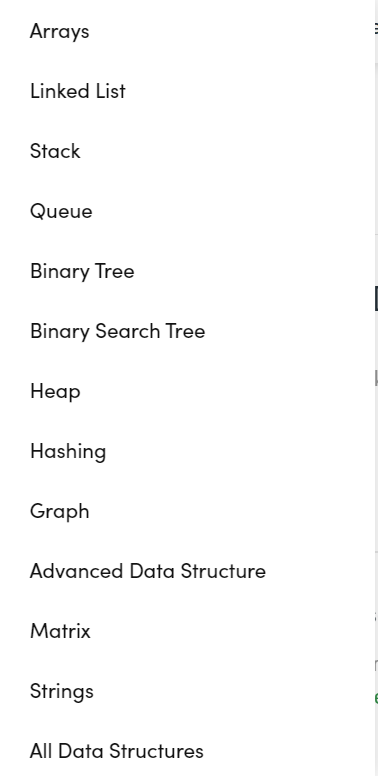 Arrays
Linked List
Stack
Queue
Binary Tree
Binary Search Tree
Heap
Hashing
Graph
Advanced Data Structure
Matrix
Strings
All Data Structures